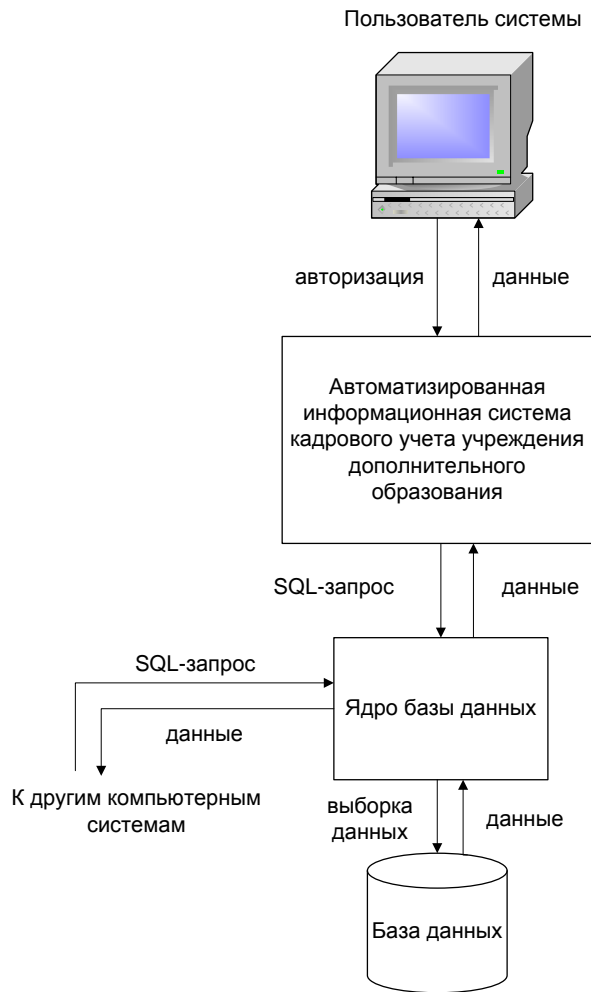 Пользователь системы
авторизация
данные
Автоматизированная
информационная система
кадрового учета учреждения
дополнительного
образования
SQL-запрос
данные
SQL-запрос
Ядро базы данных
данные
К другим компьютерным
системам
выборка
данных
данные
База данных